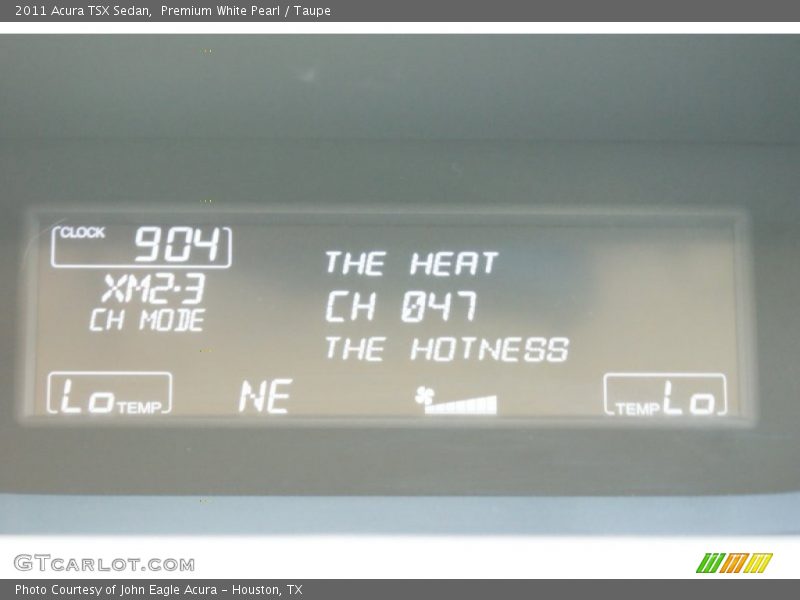 2011 Acura TSX Sedan, Premium White Pearl / Taupe
CLOCK 904
XM2·3
CH MODE
THE HEAT
CH 047
THE HOTNESS
Lo TEMP
NE
TEMP Lo
GTCARLOT.COM
Photo Courtesy of John Eagle Acura - Houston, TX